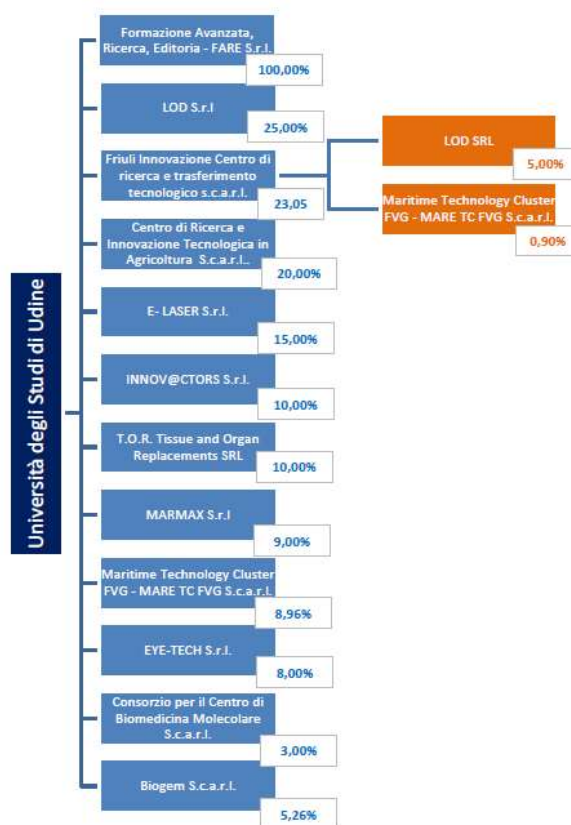 Università degli Studi di Udine
Formazione Avanzata,
Ricerca, Editoria - FARE S.r.l.
100,00%
LOD S.r.l
25,00%
Friuli Innovazione Centro di
ricerca e trasferimento
tecnologico s.c.a.r.l.
23,05
LOD SRL
5,00%
Maritime Technology Cluster
FVG - MARE TC FVG S.c.a.r.l.
0,90%
Centro di Ricerca e
Innovazione Tecnologica in
Agricoltura S.c.a.r.l..
20,00%
E- LASER S.r.l.
15,00%
INNOV@CTORS S.r.l.
10,00%
T.O.R. Tissue and Organ
Replacements SRL
10,00%
MARMAX S.r.l
9,00%
Maritime Technology Cluster
FVG - MARE TC FVG S.c.a.r.l.
8,96%
EYE-TECH S.r.l.
8,00%
Consorzio per il Centro di
Biomedicina Molecolare
S.c.a.r.l.
3,00%
Biogem S.c.a.r.l.
5,26%